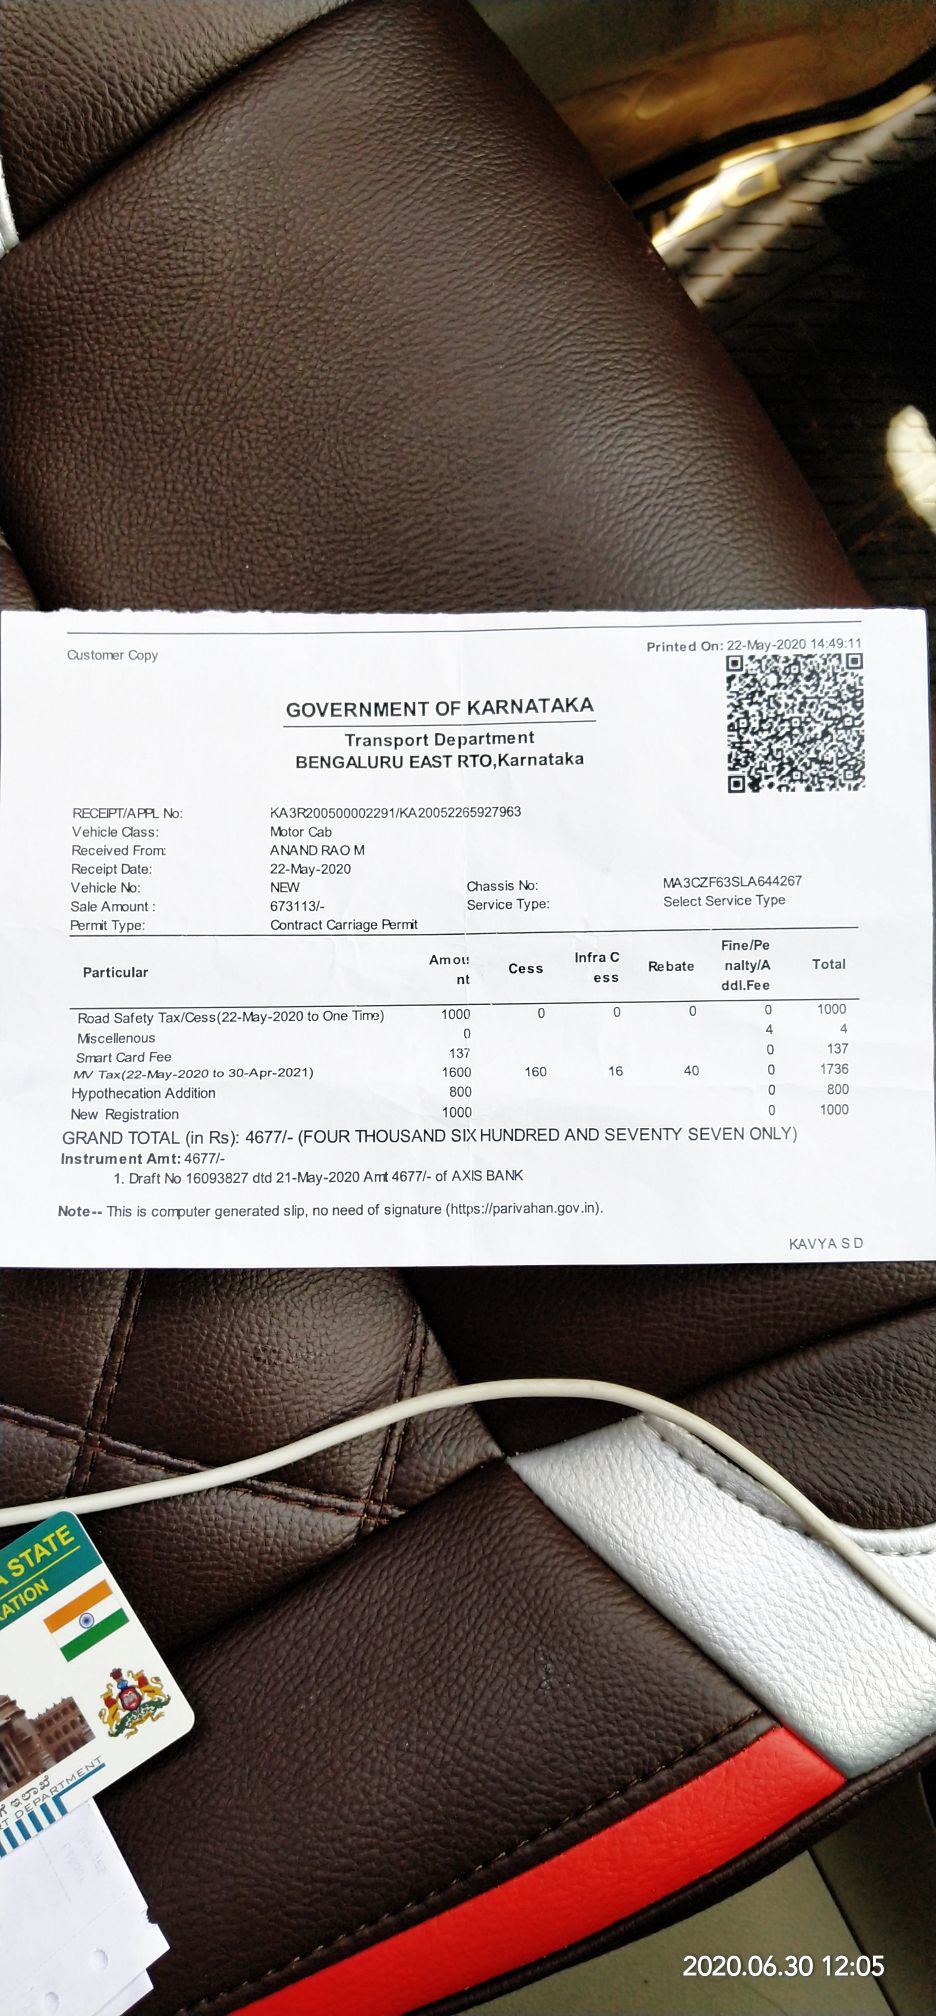 Customer Copy
Printed On: 22-May-2020 14:49:11
GOVERNMENT OF KARNATAKA
Transport Department
BENGALURU EAST RTO,Karnataka
RECEIPT/APPL No: KA3R200500002291/KA20052265927963
Vehicle Class: Motor Cab
Received From: ANAND RAO M
Receipt Date: 22-May-2020
Vehicle No: NEW Chassis No: MA3CZF63SLA644267
Sale Amount : 673113/- Service Type: Select Service Type
Permit Type: Contract Carriage Permit
Particular Amou nt Cess Infra C ess Rebate Fine/Pe nalty/A ddl.Fee Total
Road Safety Tax/Cess(22-May-2020 to One Time) 1000 0 0 0 0 1000
Miscellenous 0 4 4
Smart Card Fee 137 0 137
MV Tax(22-May-2020 to 30-Apr-2021) 1600 160 16 40 0 1736
Hypothecation Addition 800 0 800
New Registration 1000 0 1000
GRAND TOTAL (in Rs): 4677/- (FOUR THOUSAND SIX HUNDRED AND SEVENTY SEVEN ONLY)
Instrument Amt: 4677/-
1. Draft No 16093827 dtd 21-May-2020 Amt 4677/- of AXIS BANK
Note-- This is computer generated slip, no need of signature (https://parivahan.gov.in).
KAVYA S D
A STATE
RATION
RT DEPARTMENT
2020.06.30 12:05